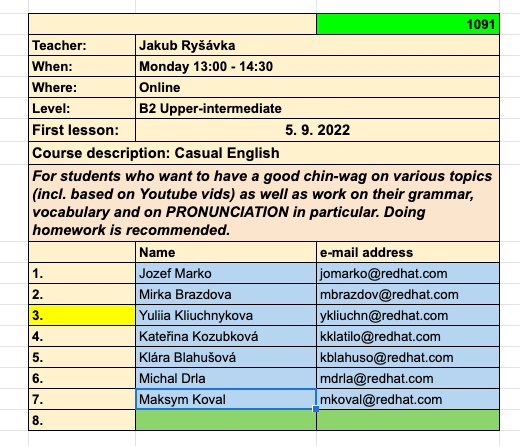 1091
Teacher: Jakub Ryšávka
When: Monday 13:00 - 14:30
Where: Online
Level: B2 Upper-intermediate
First lesson: 5. 9. 2022
Course description: Casual English
For students who want to have a good chin-wag on various topics
(incl. based on Youtube vids) as well as work on their grammar,
vocabulary and on PRONUNCIATION in particular. Doing
homework is recommended.
Name e-mail address
1. Jozef Marko jomarko@redhat.com
2. Mirka Brazdova mbrazdov@redhat.com
3. Yuliia Kliuchnykova ykliuchn@redhat.com
4. Kateřina Kozubková kklatilo@redhat.com
5. Klára Blahušová kblahuso@redhat.com
6. Michal Drla mdrla@redhat.com
7. Maksym Koval mkoval@redhat.com
8.